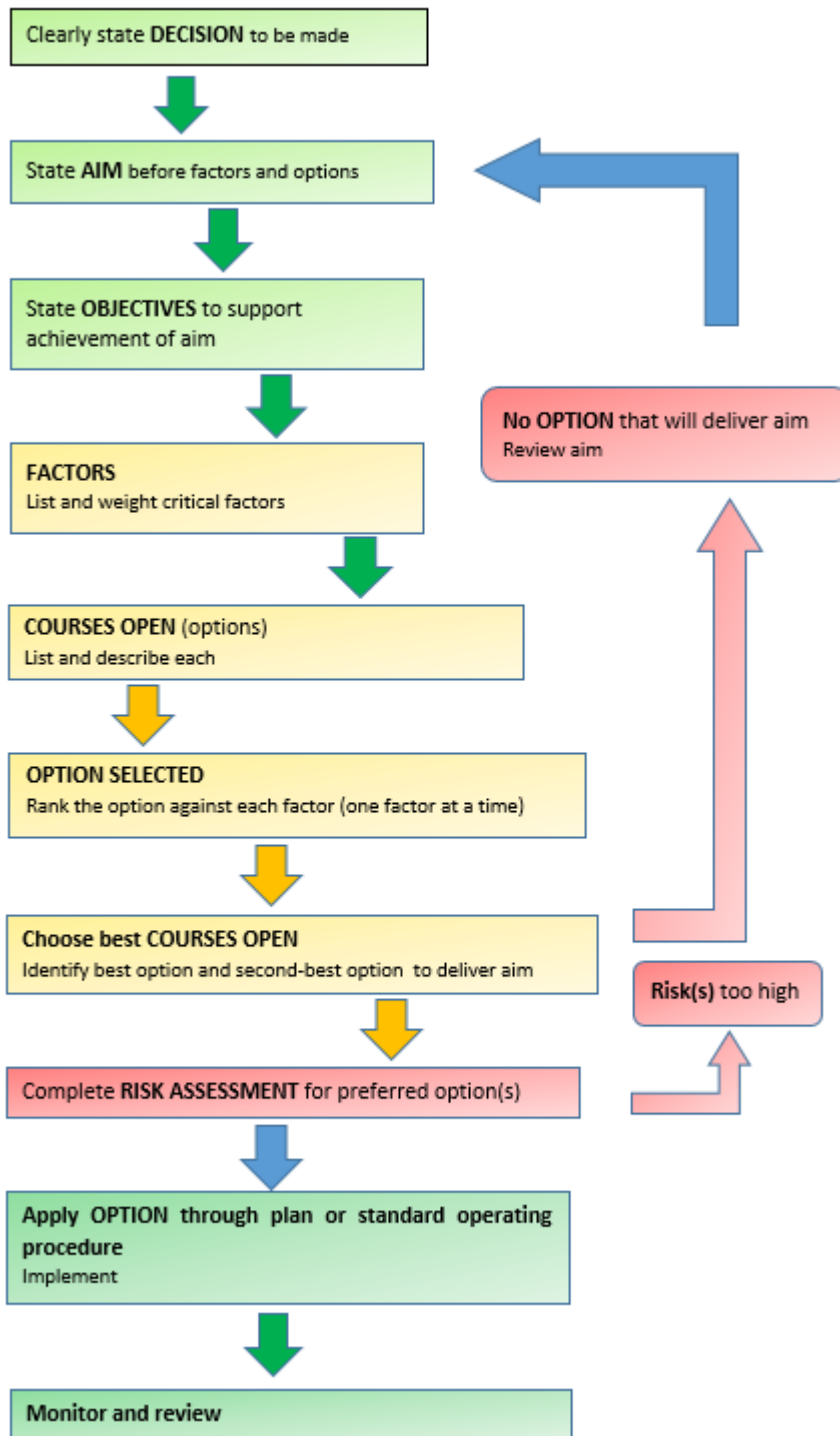 Clearly state DECISION to be made
State AIM before factors and options
State OBJECTIVES to support
achievement of aim
No OPTION that will deliver aim
Review aim
FACTORS
List and weight critical factors
COURSES OPEN (options)
List and describe each
OPTION SELECTED
Rank the option against each factor (one factor at a time)
Choose best COURSES OPEN
Identify best option and second-best option to deliver aim
Risk(s) too high
Complete RISK ASSESSMENT for preferred option(s)
Apply OPTION through plan or standard operating
procedure
Implement
Monitor and review